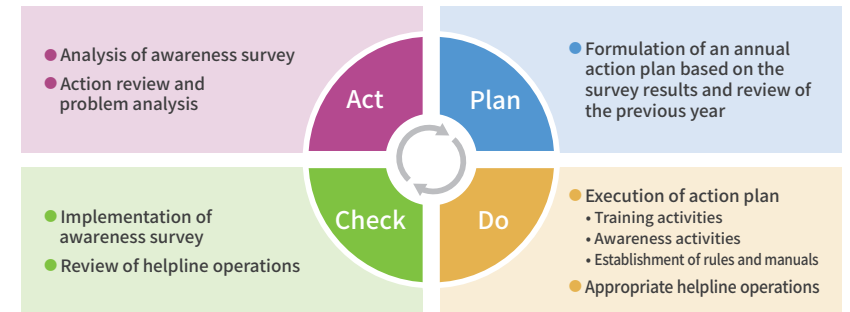 ● Analysis of awareness survey
● Action review and
problem analysis
Act
Plan
● Formulation of an annual
action plan based on the
survey results and review of
the previous year
● Implementation of
awareness survey
● Review of helpline operations
Check
Do
● Execution of action plan
• Training activities
• Awareness activities
• Establishment of rules and manuals
● Appropriate helpline operations